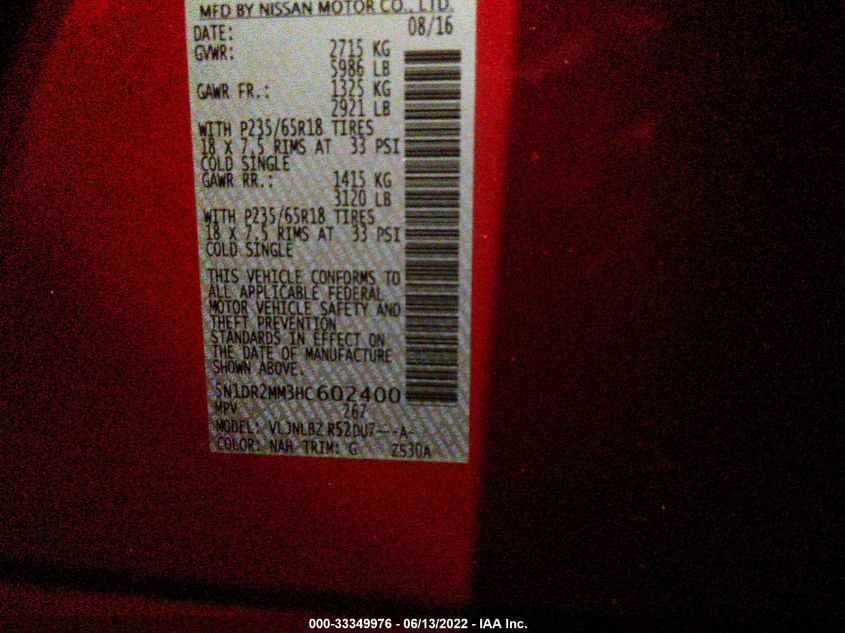 MFD BY NISSAN MOTOR CO., LTD.
DATE: 08/16
GVWR: 2715 KG
5986 LB
GAWR FR.: 1325 KG
2921 LB
WITH P235/65R18 TIRES
18 X 7.5 RIMS AT 33 PSI
COLD SINGLE
GAWR RR.: 1415 KG
3120 LB
WITH P235/65R18 TIRES
18 X 7.5 RIMS AT 33 PSI
COLD SINGLE
THIS VEHICLE CONFORMS TO
ALL APPLICABLE FEDERAL
MOTOR VEHICLE SAFETY AND
THEFT PREVENTION
STANDARDS IN EFFECT ON
THE DATE OF MANUFACTURE
SHOWN ABOVE.
5N1DR2MM3HC602400
MPV 267
MODEL: VLJNLBZ R52DU7---A-
COLOR: NAH TRIM: G ZS30A
000-33349976 - 06/13/2022 - IAA Inc.